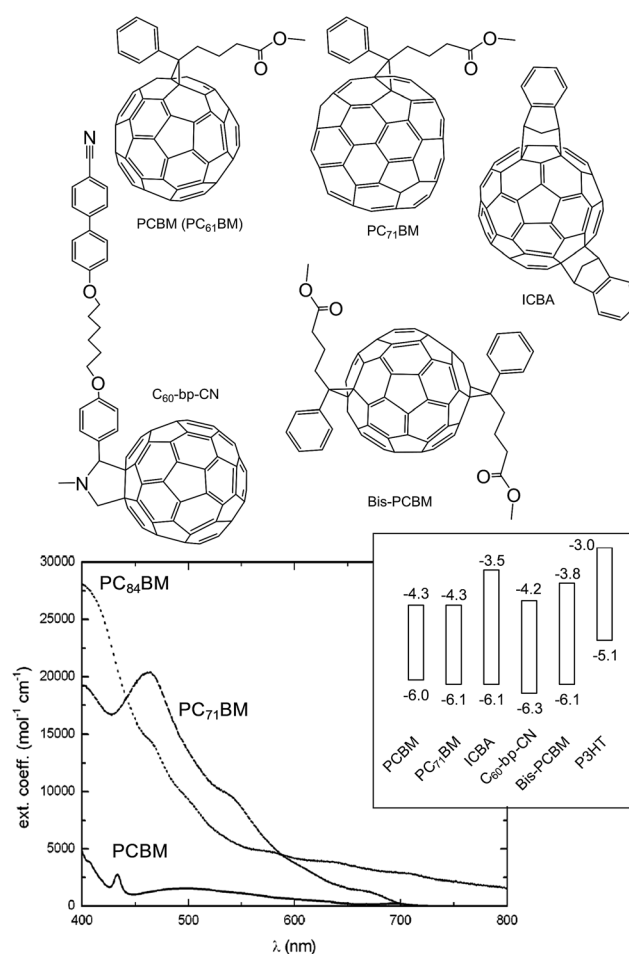 O
O
O
O
PCBM (PC₆₁BM)
PC₇₁BM
ICBA
N
O
O
C₆₀-bp-CN
N
O
O
O
O
Bis-PCBM
30000
25000
20000
15000
10000
5000
0
ext. coeff. (mol⁻¹ cm⁻¹)
PC₈₄BM
PC₇₁BM
PCBM
400
500
600
700
800
λ (nm)
-4.3
-4.3
-3.5
-4.2
-3.8
-3.0
-6.0
-6.1
-6.1
-6.3
-6.1
-5.1
PCBM
PC₇₁BM
ICBA
C₆₀-bp-CN
Bis-PCBM
P3HT